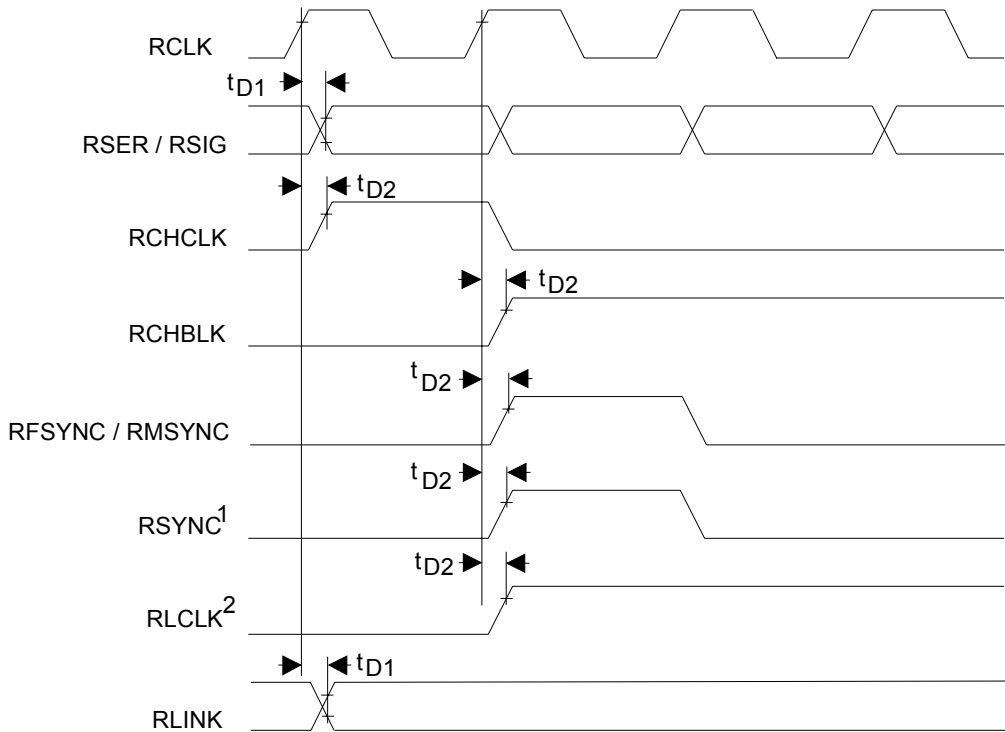 RCLK
tD1
RSER / RSIG
tD2
RCHCLK
tD2
RCHBLK
tD2
RFSYNC / RMSYNC
tD2
RSYNC1
tD2
RLCLK2
tD1
RLINK